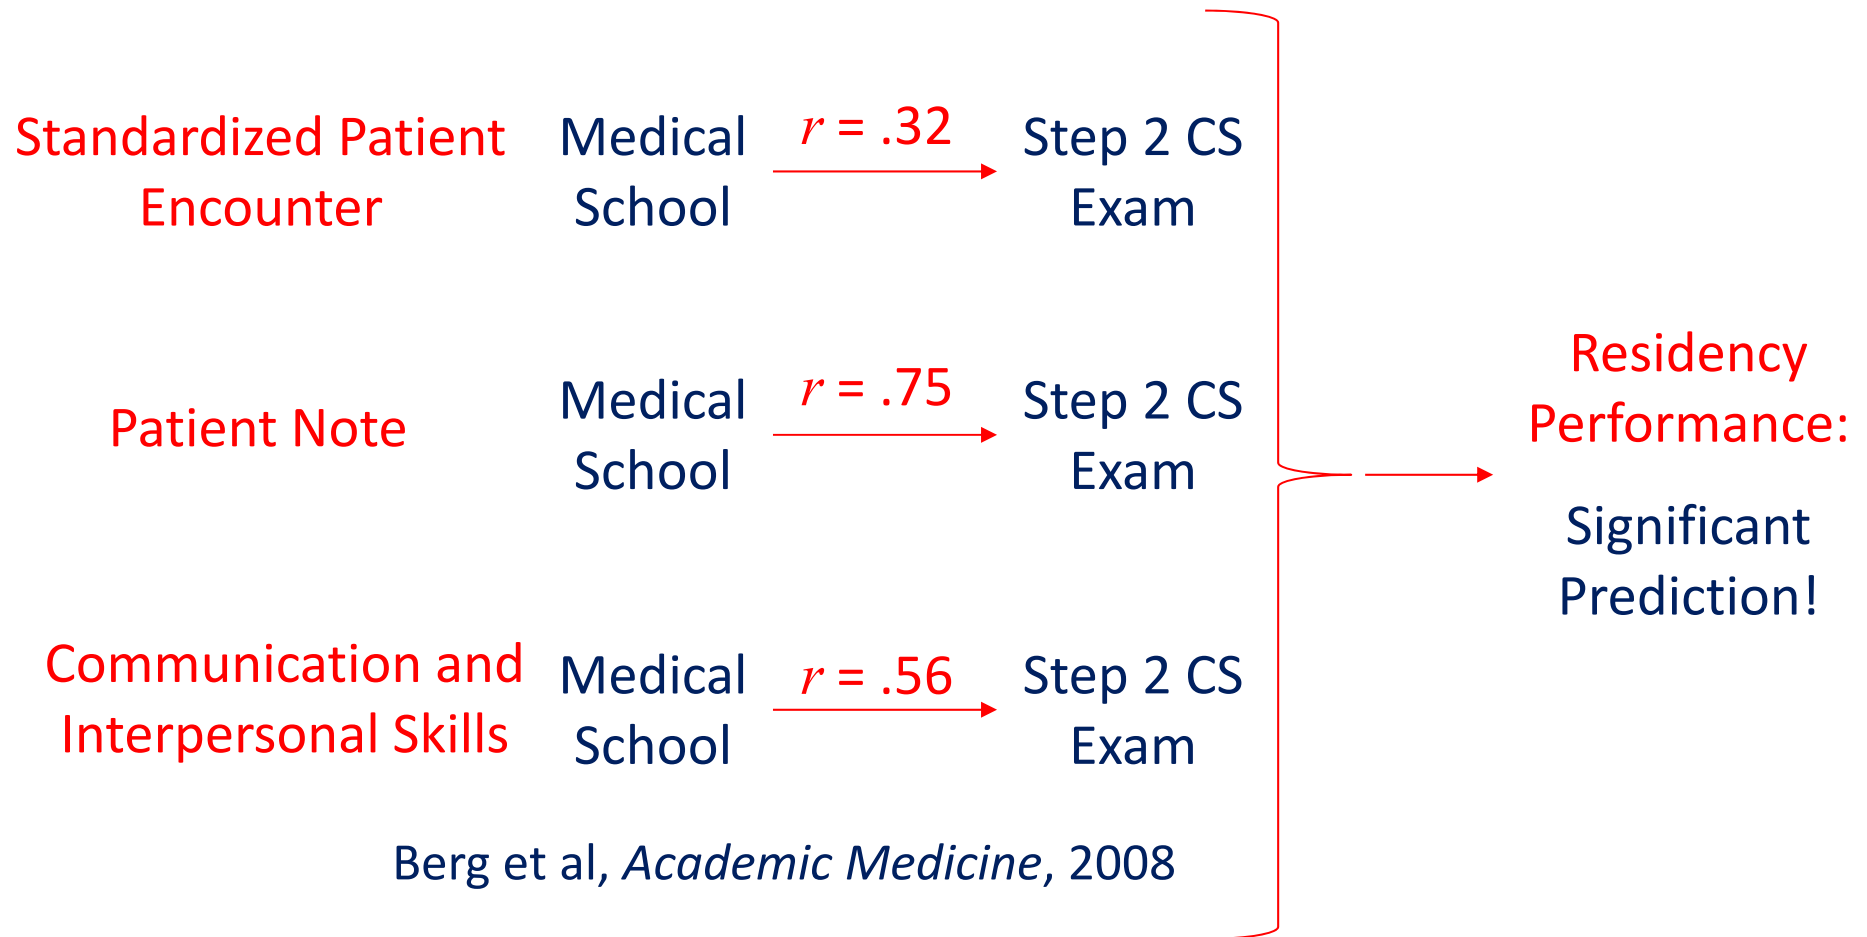 Standardized Patient
Encounter
Medical
School
r = .32
Step 2 CS
Exam
Patient Note
Medical
School
r = .75
Step 2 CS
Exam
Communication and
Interpersonal Skills
Medical
School
r = .56
Step 2 CS
Exam
Residency
Performance:
Significant
Prediction!
Berg et al, Academic Medicine, 2008